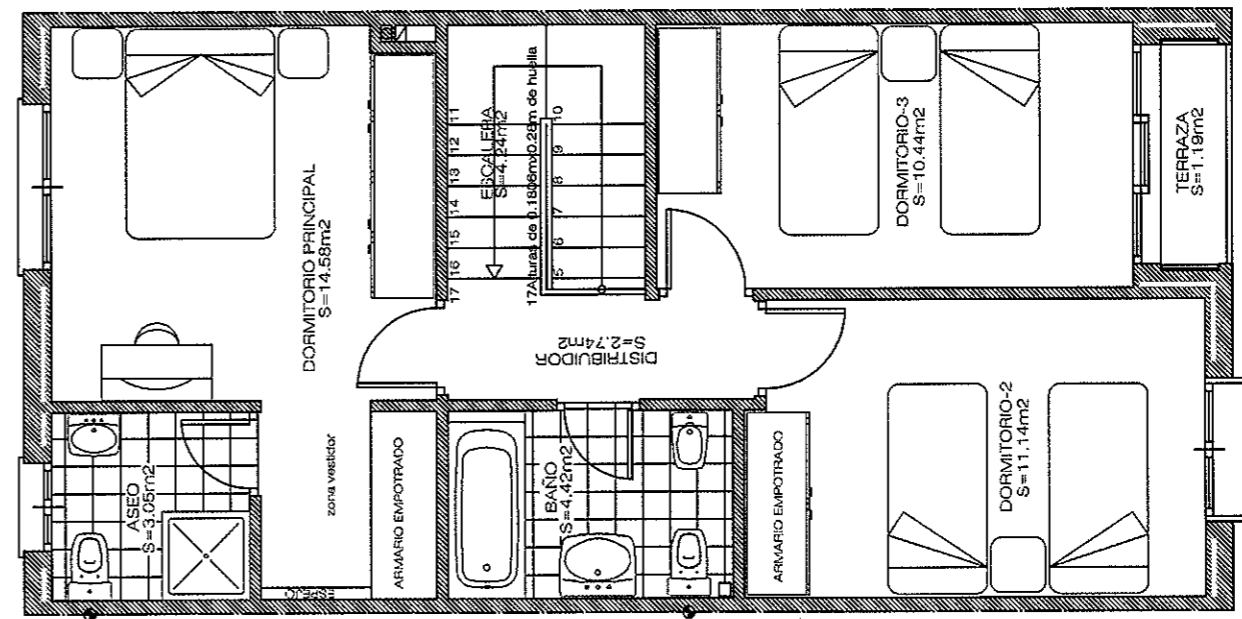 DORMITORIO PRINCIPAL
S=14.58m2
ESCALERA
S=4.24m2
17Alturas de 0.1806mx0.28m de huella
11
12
13
14
15
16
17
10
9
8
7
6
5
DORMITORIO-3
S=10.44m2
TERRAZA
S=1.19m2
DISTRIBUIDOR
S=2.74m2
ASEO
S=3.05m2
zona vestidor
ARMARIO EMPOTRADO
BAÑO
S=4.42m2
ARMARIO EMPOTRADO
DORMITORIO-2
S=11.14m2